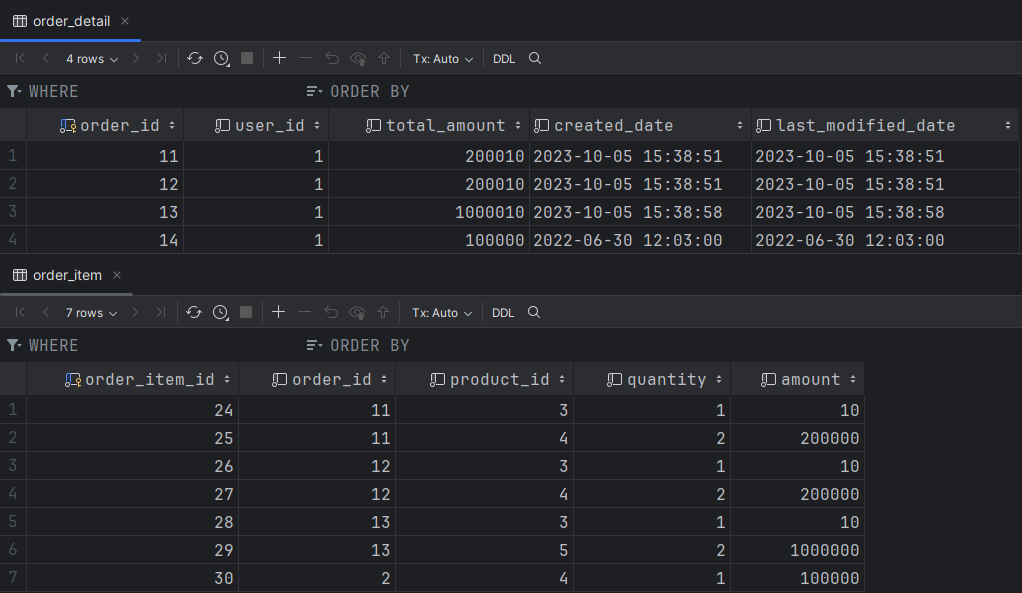 order_detail ×
4 rows Tx: Auto DDL
WHERE ORDER BY
order_id user_id total_amount created_date last_modified_date
1 11 1 200010 2023-10-05 15:38:51 2023-10-05 15:38:51
2 12 1 200010 2023-10-05 15:38:51 2023-10-05 15:38:51
3 13 1 1000010 2023-10-05 15:38:58 2023-10-05 15:38:58
4 14 1 100000 2022-06-30 12:03:00 2022-06-30 12:03:00
order_item ×
7 rows Tx: Auto DDL
WHERE ORDER BY
order_item_id order_id product_id quantity amount
1 24 11 3 1 10
2 25 11 4 2 200000
3 26 12 3 1 10
4 27 12 4 2 200000
5 28 13 3 1 10
6 29 13 5 2 1000000
7 30 2 4 1 100000